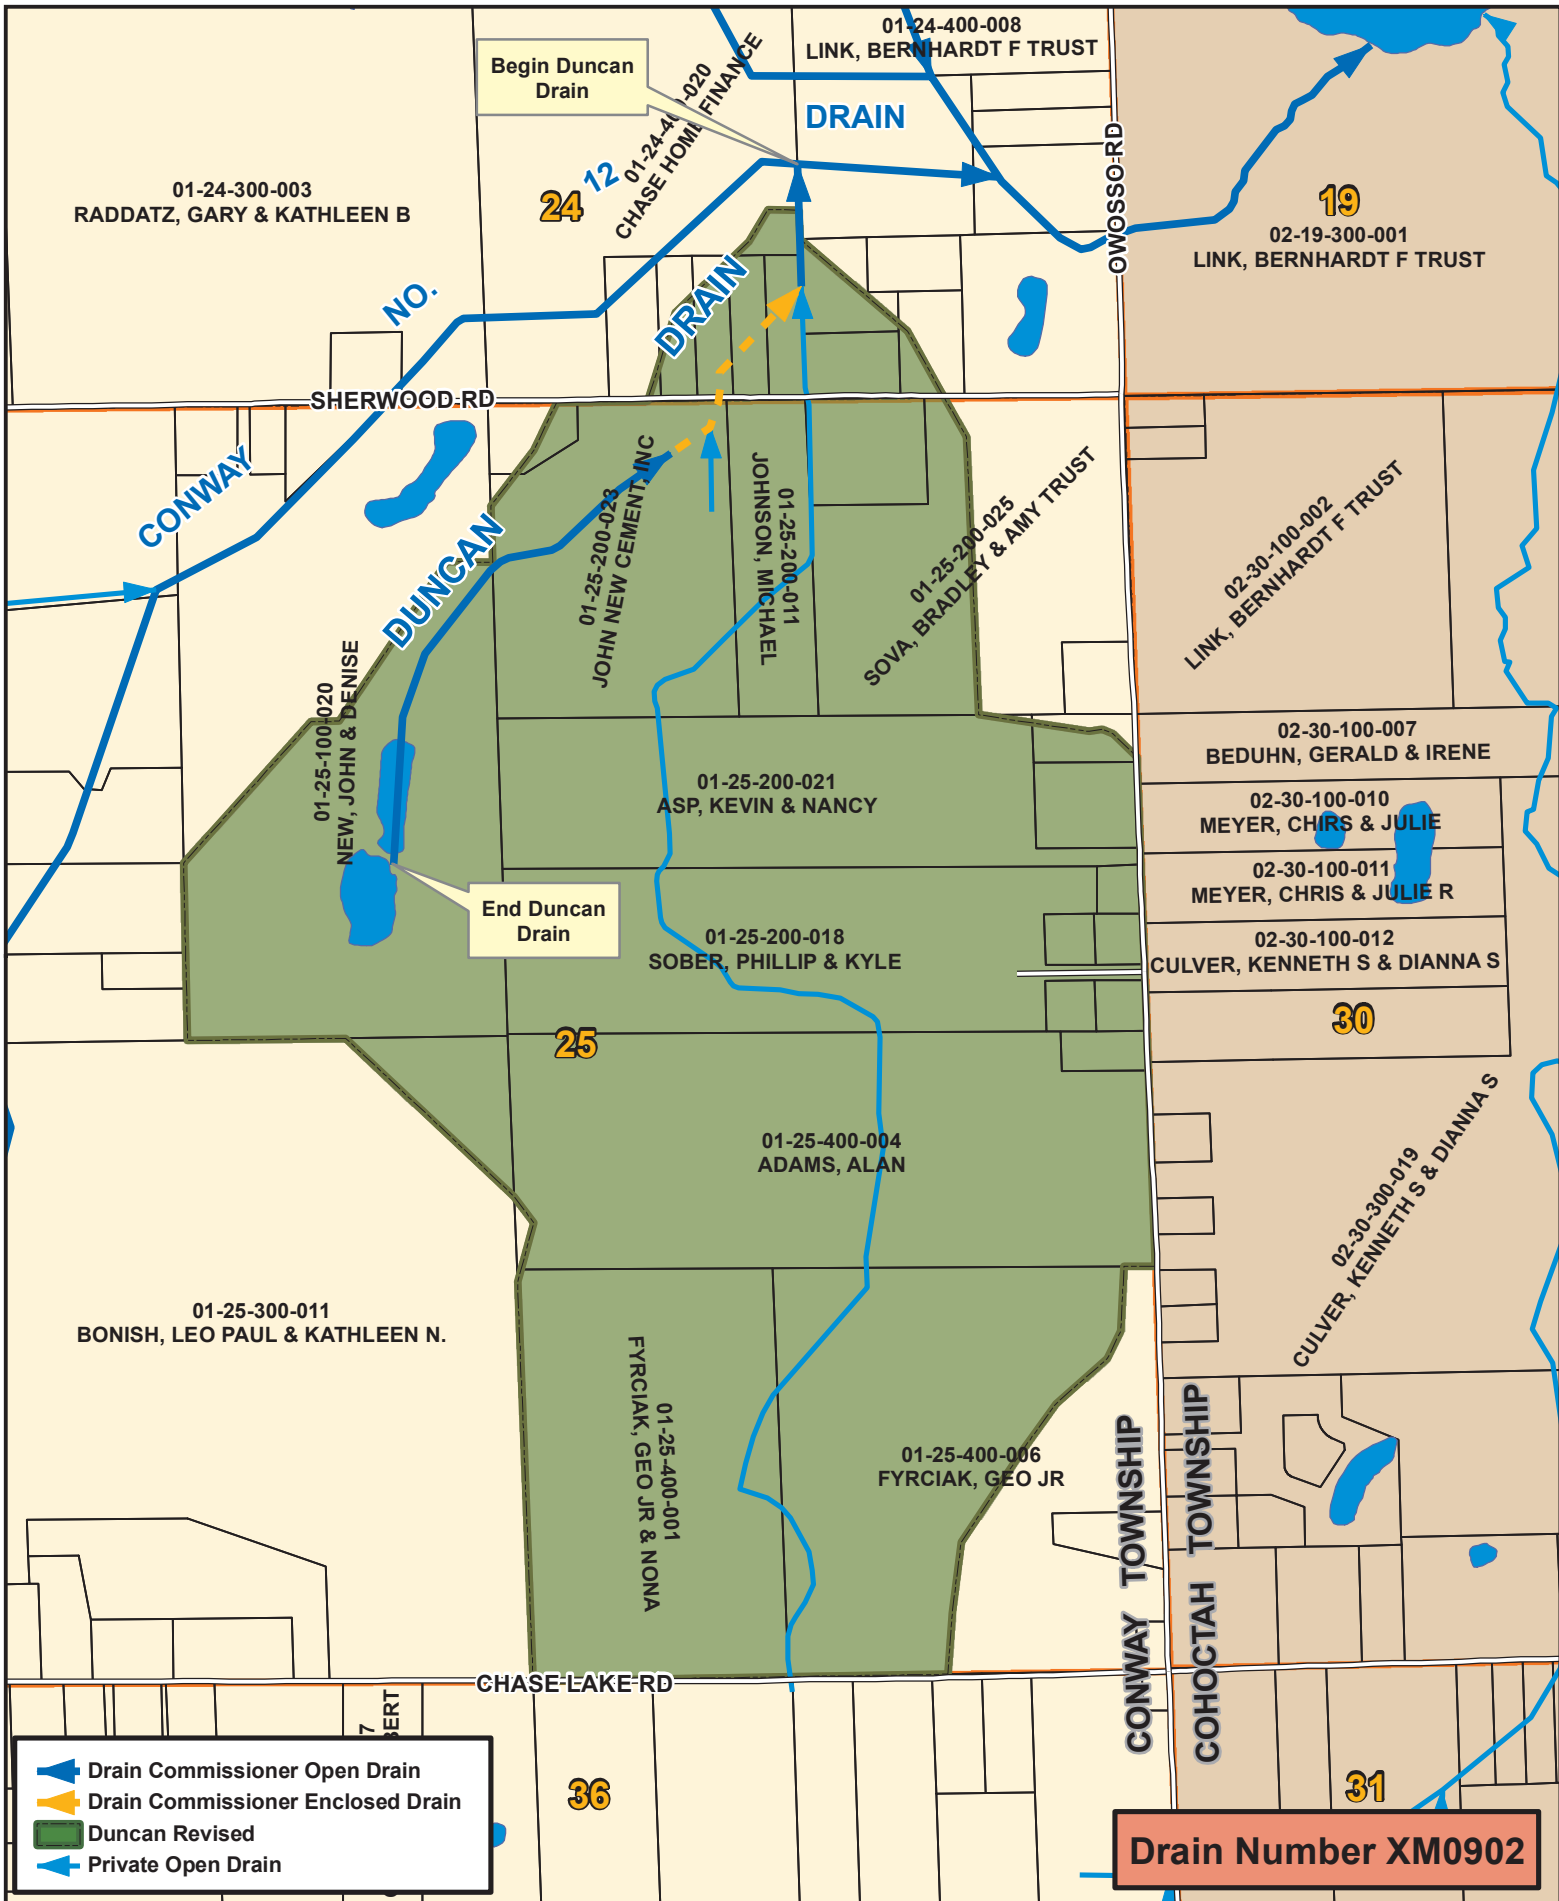 01-24-400-008
LINK, BERNHARDT F TRUST
Begin Duncan
Drain
CHASE HOME FINANCE
DRAIN
OWOSSO RD
01-24-300-003
RADDATZ, GARY & KATHLEEN B
24
12
19
02-19-300-001
LINK, BERNHARDT F TRUST
NO.
DRAIN
SHERWOOD RD
CONWAY
DUNCAN
01-25-200-023
JOHN NEW CEMENT, INC
01-25-200-011
JOHNSON, MICHAEL
01-25-200-025
SOVA, BRADLEY & AMY TRUST
02-30-100-002
LINK, BERNHARDT F TRUST
01-25-100-020
NEW, JOHN & DENISE
02-30-100-007
BEDUHN, GERALD & IRENE
01-25-200-021
ASP, KEVIN & NANCY
02-30-100-010
MEYER, CHIRS & JULIE
02-30-100-011
MEYER, CHRIS & JULIE R
End Duncan
Drain
01-25-200-018
SOBER, PHILLIP & KYLE
02-30-100-012
CULVER, KENNETH S & DIANNA S
25
30
01-25-400-004
ADAMS, ALAN
02-30-300-019
CULVER, KENNETH S & DIANNA S
01-25-300-011
BONISH, LEO PAUL & KATHLEEN N.
01-25-400-001
FYRCIAK, GEO JR & NONA
01-25-400-006
FYRCIAK, GEO JR
CONWAY TOWNSHIP
COHOCTAH TOWNSHIP
CHASE LAKE RD
7
BERT
36
31
Drain Commissioner Open Drain
Drain Commissioner Enclosed Drain
Duncan Revised
Private Open Drain
Drain Number XM0902